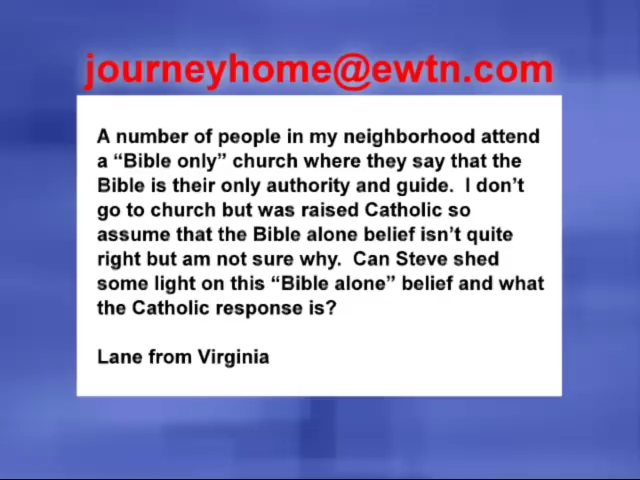 journeyhome@ewtn.com
A number of people in my neighborhood attend
a “Bible only” church where they say that the
Bible is their only authority and guide.  I don’t
go to church but was raised Catholic so
assume that the Bible alone belief isn’t quite
right but am not sure why.  Can Steve shed
some light on this “Bible alone” belief and what
the Catholic response is?
Lane from Virginia